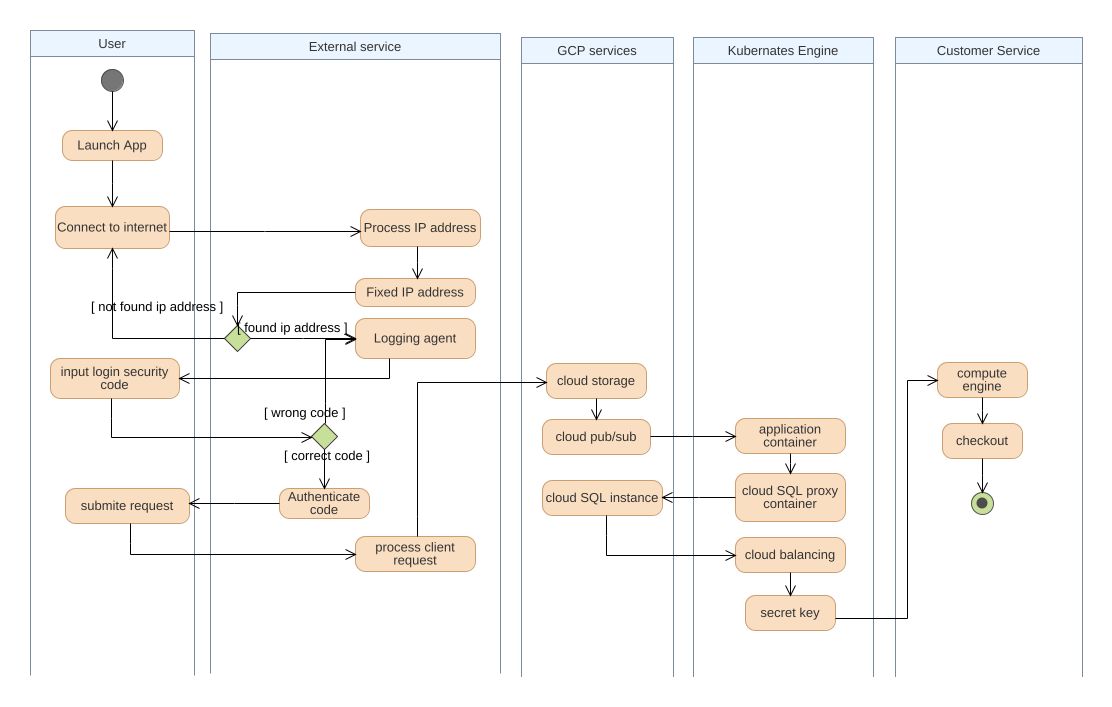 User
External service
GCP services
Kubernates Engine
Customer Service
Launch App
Connect to internet
Process IP address
Fixed IP address
[ not found ip address ]
[ found ip address ]
Logging agent
input login security
code
[ wrong code ]
[ correct code ]
Authenticate
code
submite request
process client
request
cloud storage
cloud pub/sub
application
container
cloud SQL proxy
container
cloud SQL instance
cloud balancing
secret key
compute
engine
checkout